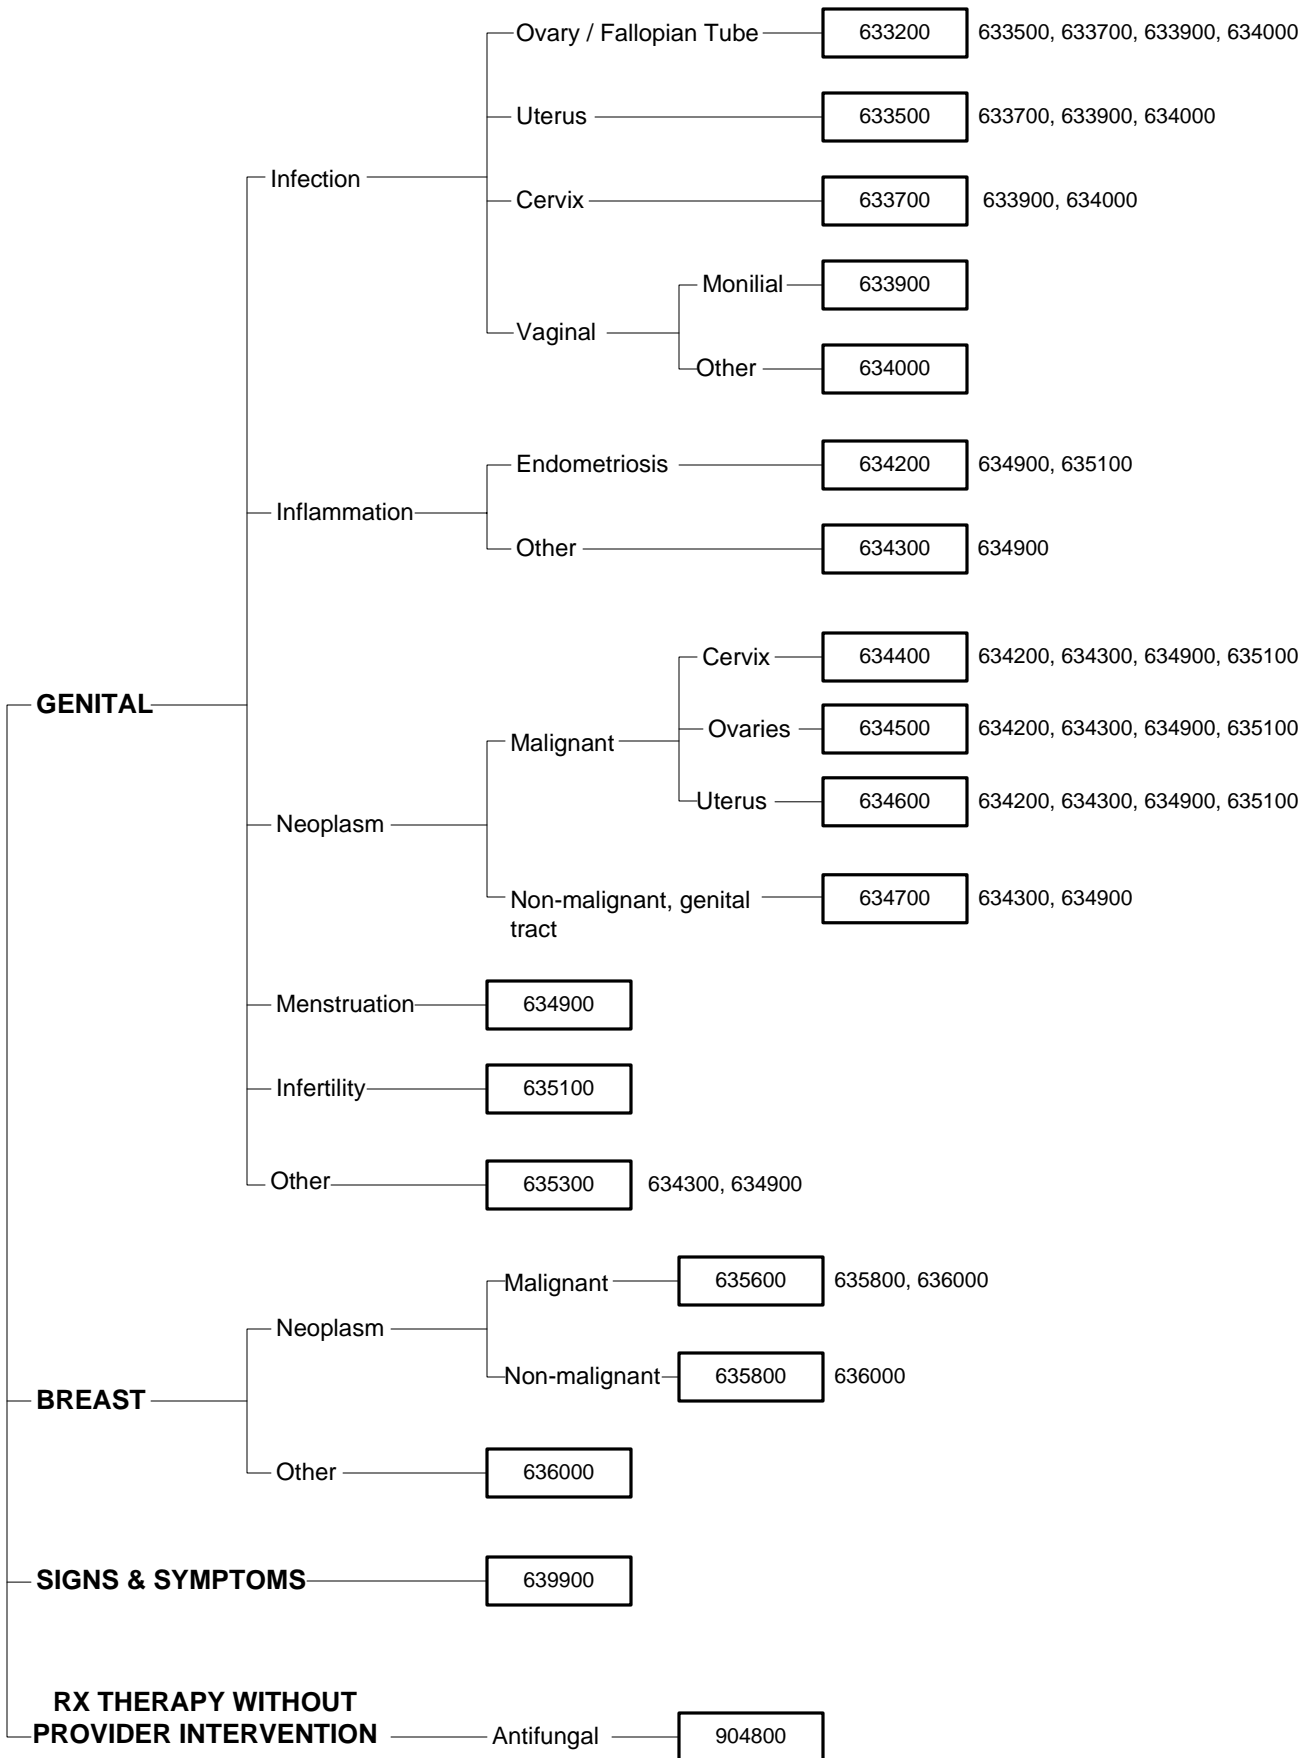 Ovary / Fallopian Tube 633200 633500, 633700, 633900, 634000
Uterus 633500 633700, 633900, 634000
Infection
Cervix 633700 633900, 634000
Monilial 633900
Vaginal
Other 634000
Endometriosis 634200 634900, 635100
Inflammation
Other 634300 634900
Cervix 634400 634200, 634300, 634900, 635100
GENITAL
Ovaries 634500 634200, 634300, 634900, 635100
Malignant
Uterus 634600 634200, 634300, 634900, 635100
Neoplasm
Non-malignant, genital 634700 634300, 634900
tract
Menstruation 634900
Infertility 635100
Other 635300 634300, 634900
Malignant 635600 635800, 636000
Neoplasm
Non-malignant 635800 636000
BREAST
Other 636000
SIGNS & SYMPTOMS 639900
RX THERAPY WITHOUT
PROVIDER INTERVENTION Antifungal 904800